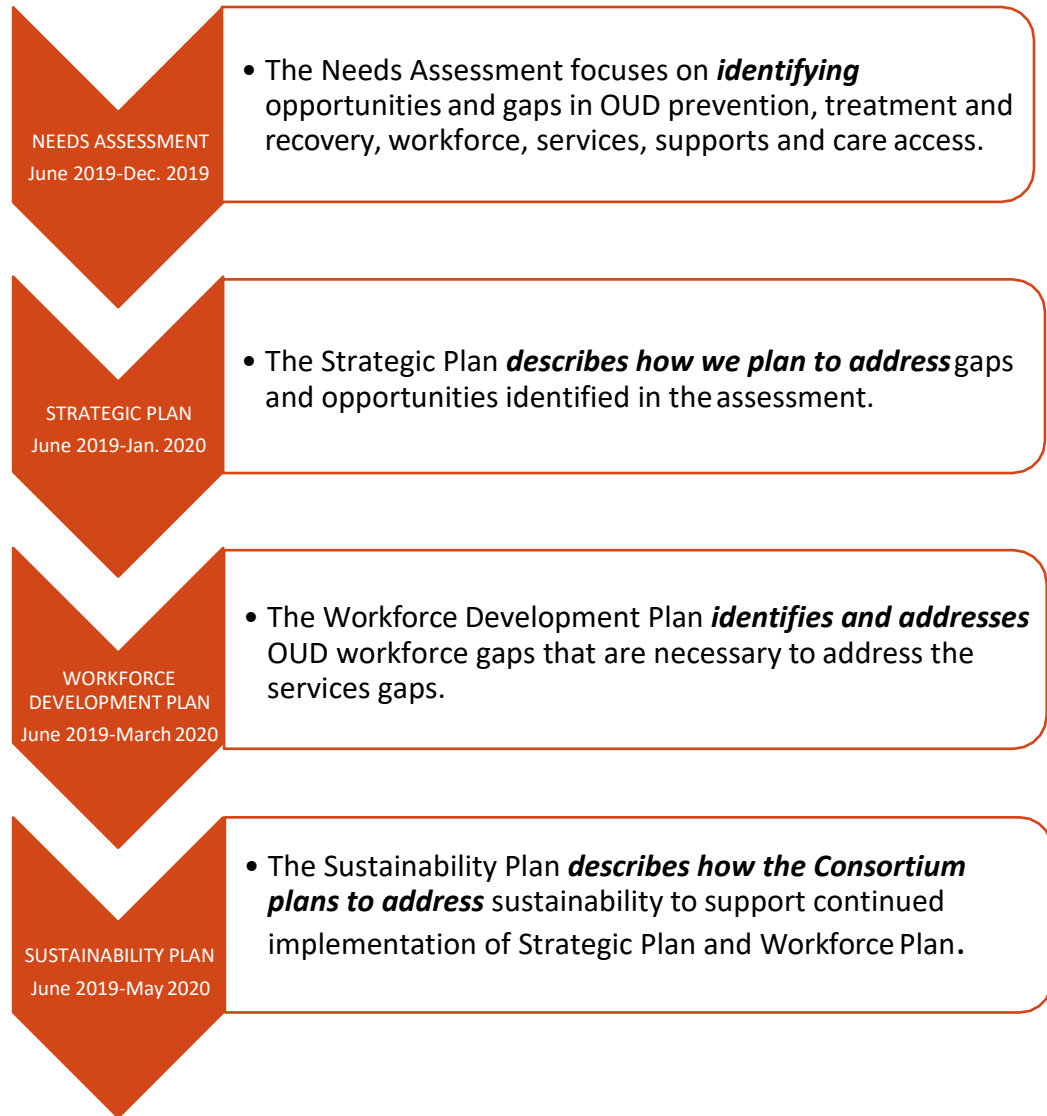 NEEDS ASSESSMENT
June 2019-Dec. 2019
• The Needs Assessment focuses on identifying
opportunities and gaps in OUD prevention, treatment and
recovery, workforce, services, supports and care access.
STRATEGIC PLAN
June 2019-Jan. 2020
• The Strategic Plan describes how we plan to address gaps
and opportunities identified in the assessment.
WORKFORCE
DEVELOPMENT PLAN
June 2019-March 2020
• The Workforce Development Plan identifies and addresses
OUD workforce gaps that are necessary to address the
services gaps.
SUSTAINABILITY PLAN
June 2019-May 2020
• The Sustainability Plan describes how the Consortium
plans to address sustainability to support continued
implementation of Strategic Plan and Workforce Plan.